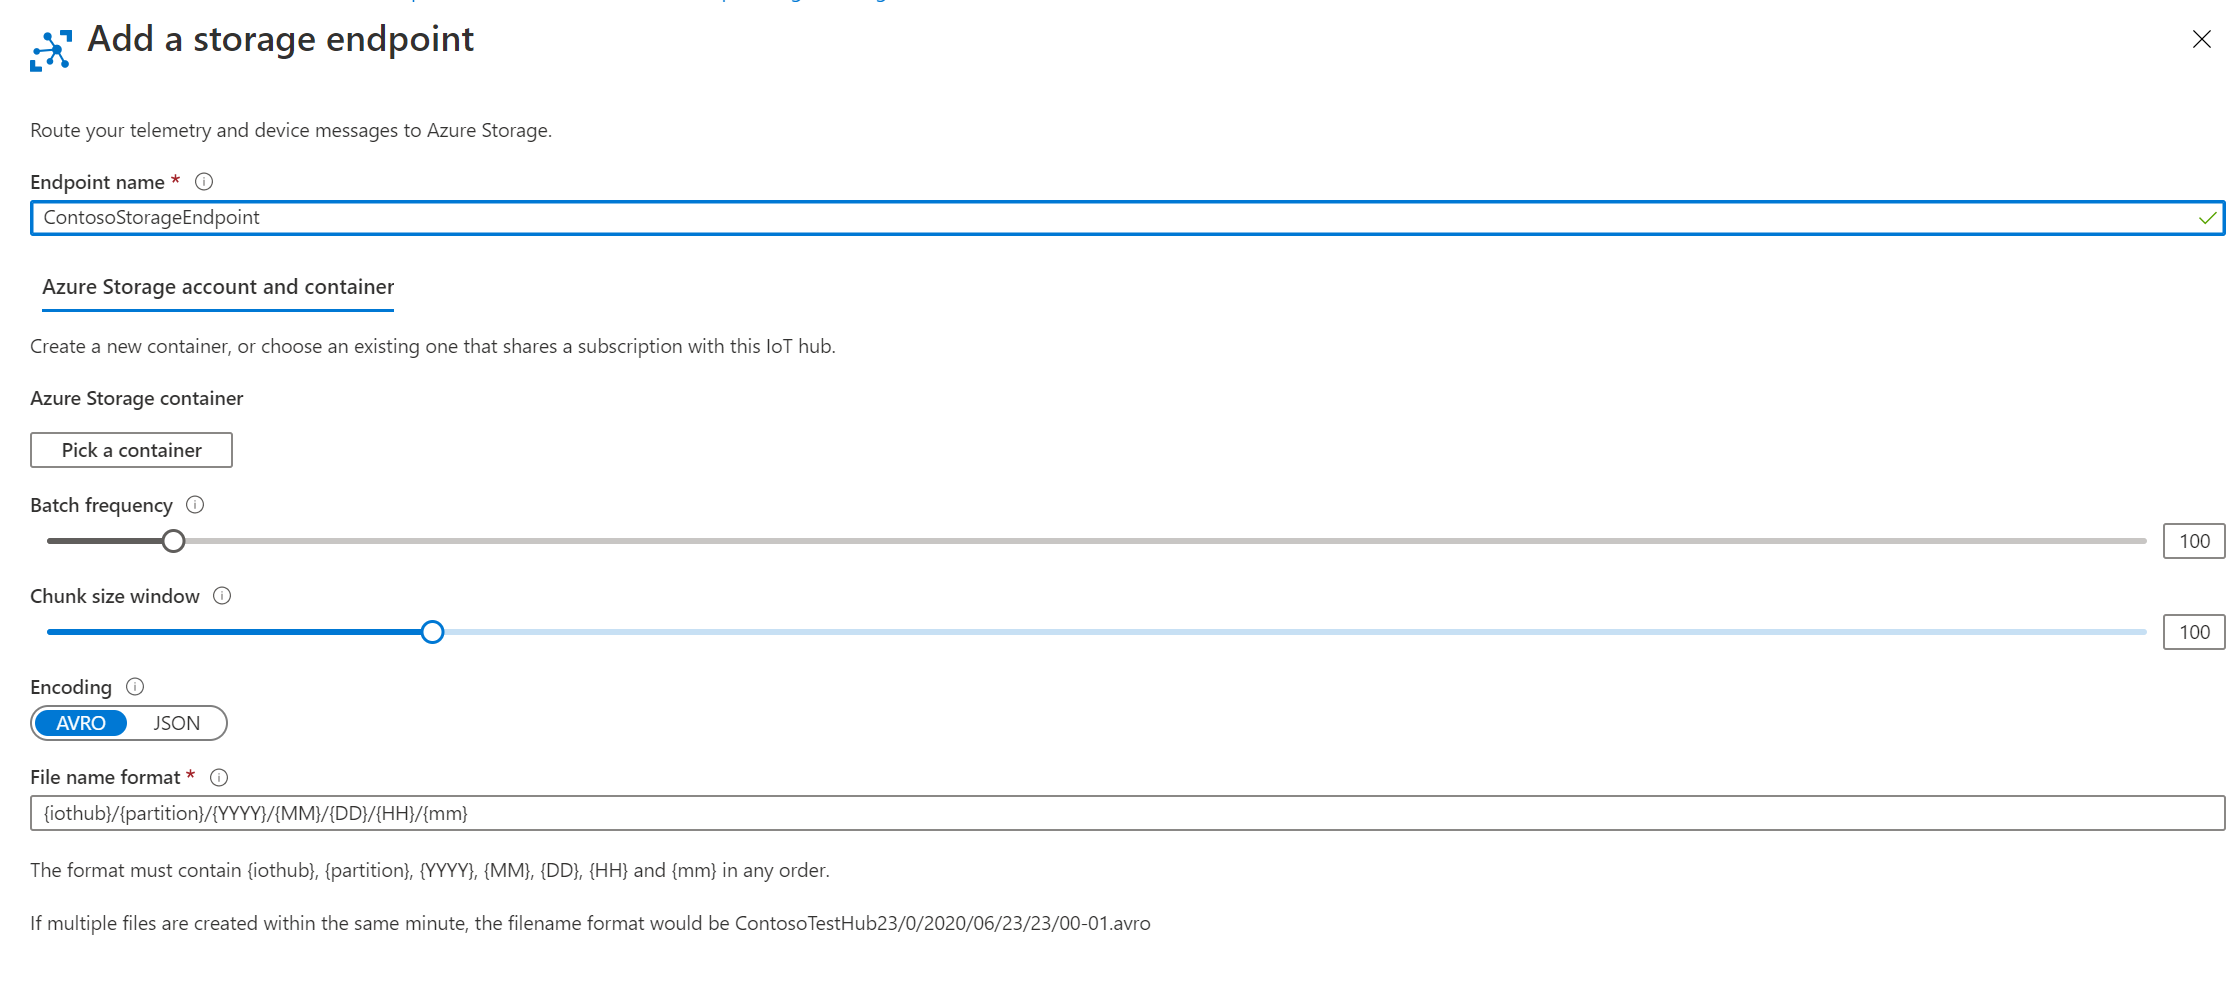 Add a storage endpoint
Route your telemetry and device messages to Azure Storage.
Endpoint name *
ContosoStorageEndpoint
Azure Storage account and container
Create a new container, or choose an existing one that shares a subscription with this IoT hub.
Azure Storage container
Pick a container
Batch frequency
100
Chunk size window
100
Encoding
AVRO JSON
File name format *
{iothub}/{partition}/{YYYY}/{MM}/{DD}/{HH}/{mm}
The format must contain {iothub}, {partition}, {YYYY}, {MM}, {DD}, {HH} and {mm} in any order.
If multiple files are created within the same minute, the filename format would be ContosoTestHub23/0/2020/06/23/23/00-01.avro